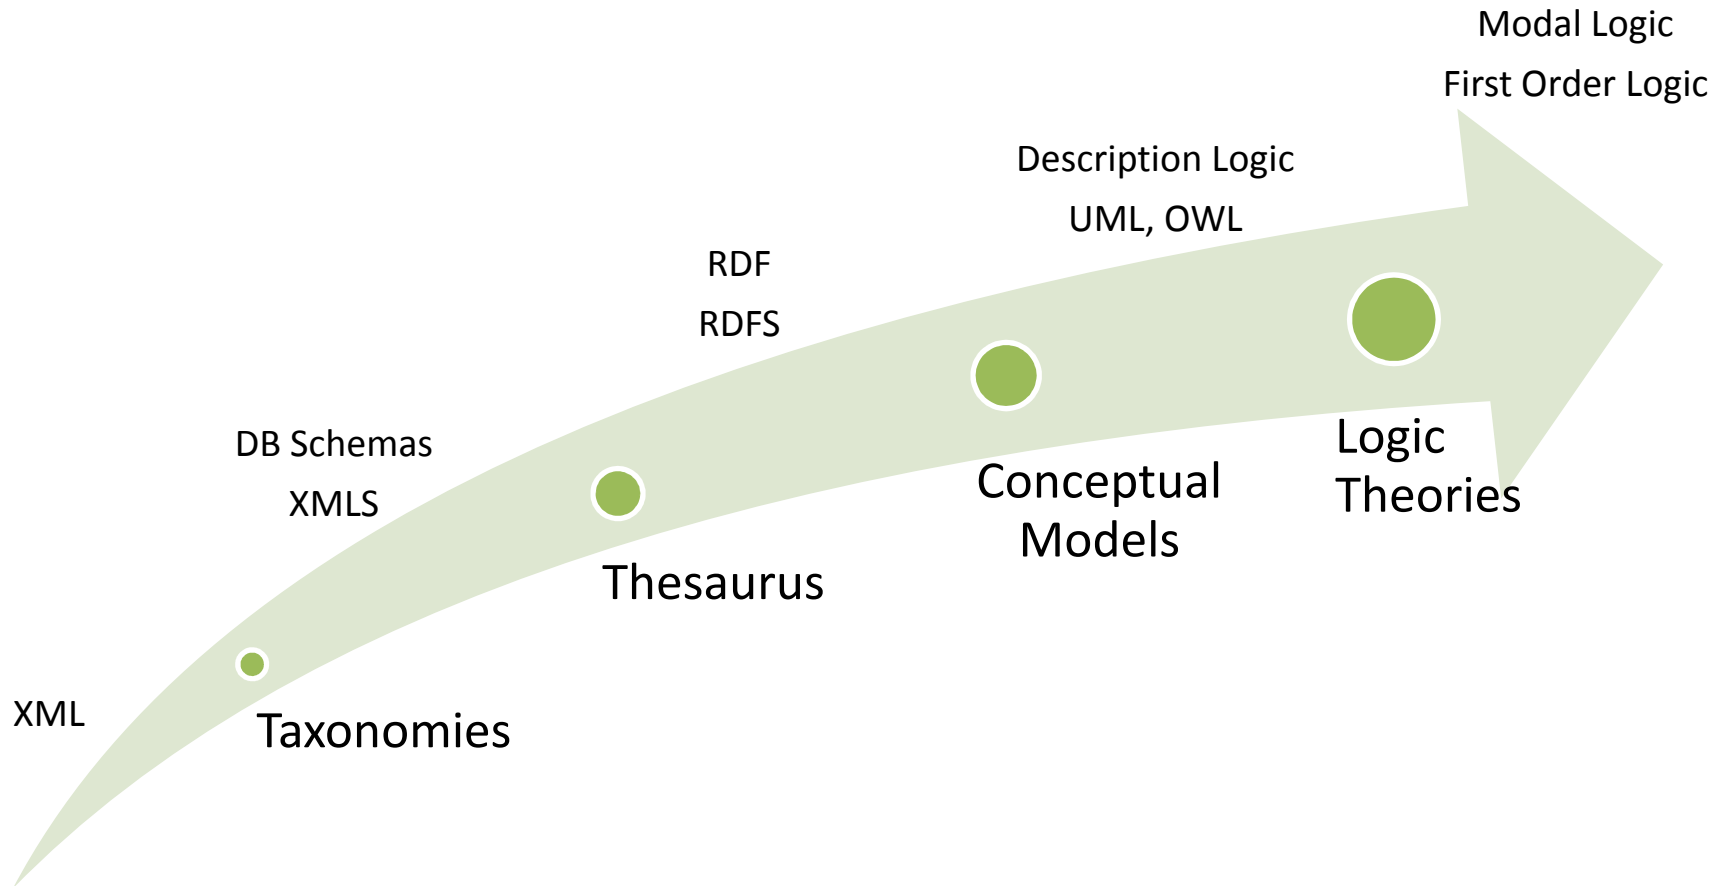 Modal Logic
First Order Logic
Description Logic
UML, OWL
RDF
RDFS
DB Schemas
XMLS
XML
Taxonomies
Thesaurus
Conceptual
Models
Logic
Theories